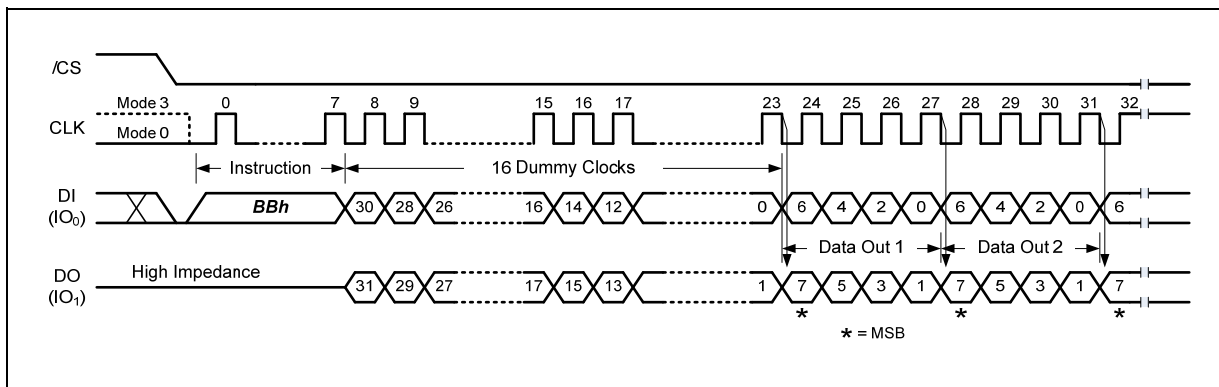 /CS
Mode 3 0 7 8 9 15 16 17 23 24 25 26 27 28 29 30 31 32
CLK
Mode 0
Instruction 16 Dummy Clocks
DI
(IO0) BBh 30 28 26 16 14 12 0 6 4 2 0 6 4 2 0 6
Data Out 1 Data Out 2
DO High Impedance
(IO1) 31 29 27 17 15 13 1 7 5 3 1 7 5 3 1 7
* * *
* = MSB